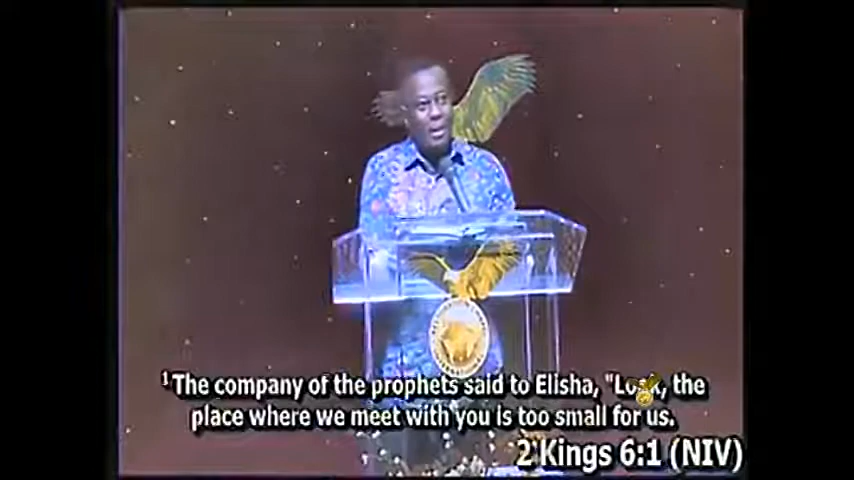 ¹The company of the prophets said to Elisha, "Look, the
place where we meet with you is too small for us.
2 Kings 6:1 (NIV)